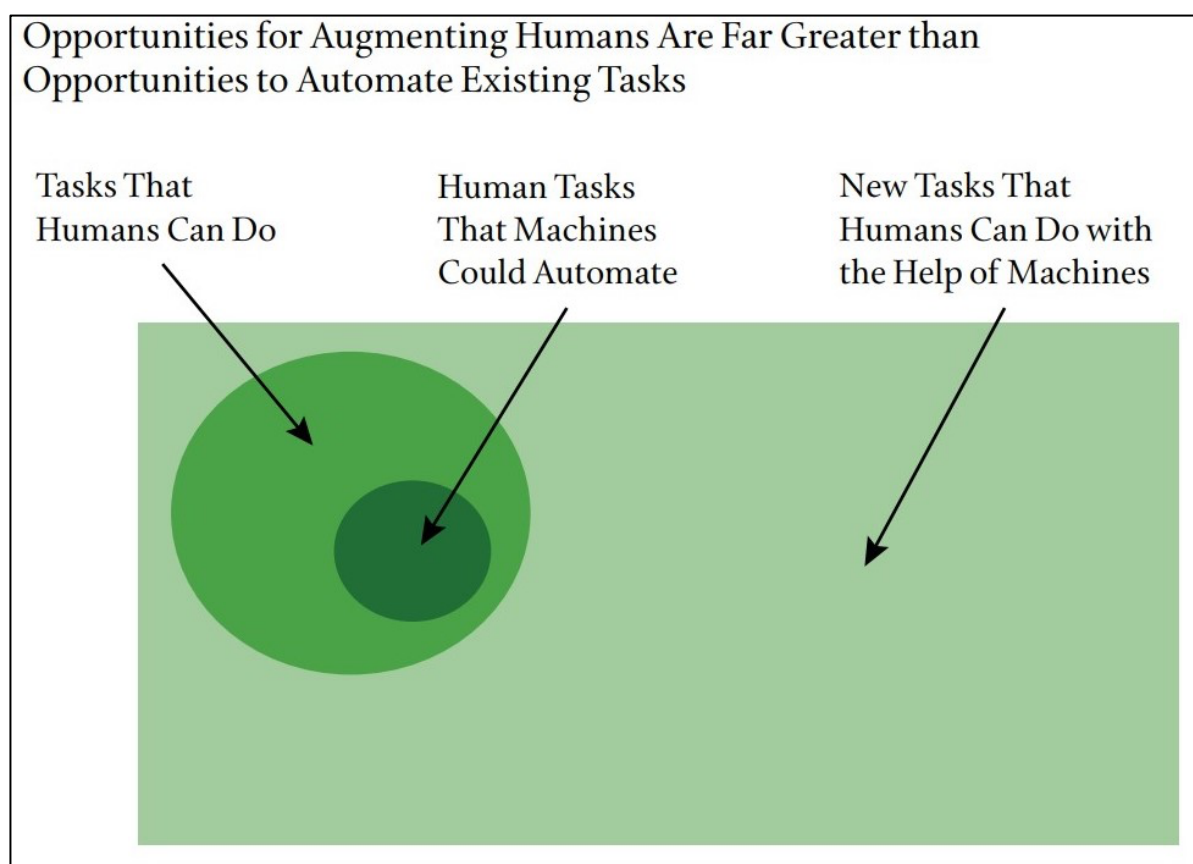 Opportunities for Augmenting Humans Are Far Greater than
Opportunities to Automate Existing Tasks
Tasks That
Humans Can Do
Human Tasks
That Machines
Could Automate
New Tasks That
Humans Can Do with
the Help of Machines